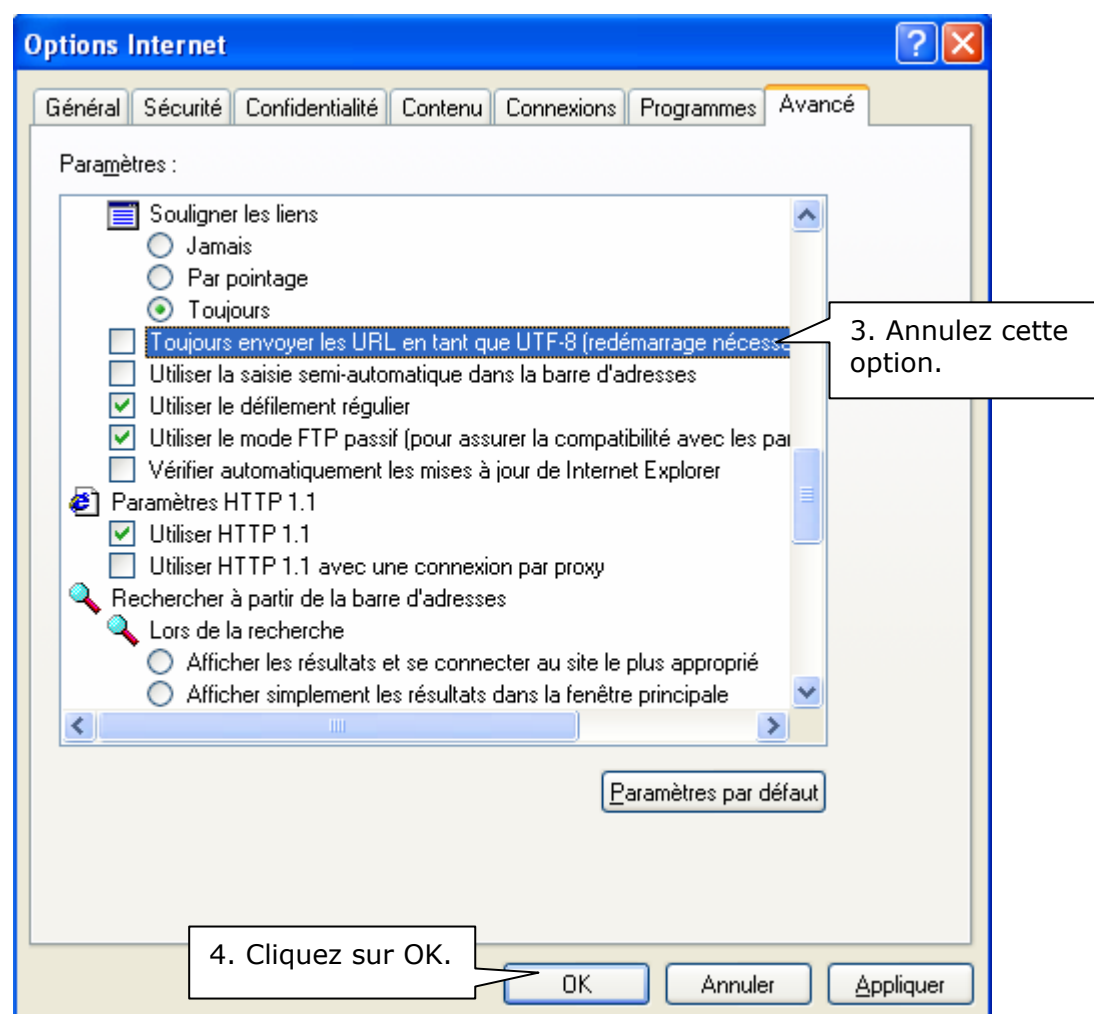 Options Internet
Général Sécurité Confidentialité Contenu Connexions Programmes Avancé
Paramètres :
Souligner les liens
Jamais
Par pointage
Toujours
Toujours envoyer les URL en tant que UTF-8 (redémarrage nécessa
3. Annulez cette
option.
Utiliser la saisie semi-automatique dans la barre d'adresses
Utiliser le défilement régulier
Utiliser le mode FTP passif (pour assurer la compatibilité avec les par
Vérifier automatiquement les mises à jour de Internet Explorer
Paramètres HTTP 1.1
Utiliser HTTP 1.1
Utiliser HTTP 1.1 avec une connexion par proxy
Rechercher à partir de la barre d'adresses
Lors de la recherche
Afficher les résultats et se connecter au site le plus approprié
Afficher simplement les résultats dans la fenêtre principale
Paramètres par défaut
4. Cliquez sur OK.
OK Annuler Appliquer